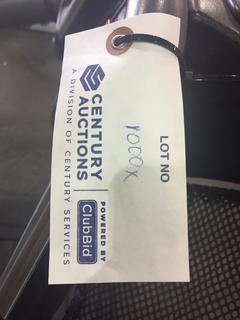 CENTURY
AUCTIONS
A DIVISION OF CENTURY SERVICES
POWERED BY
ClubBid
LOT NO
1000X